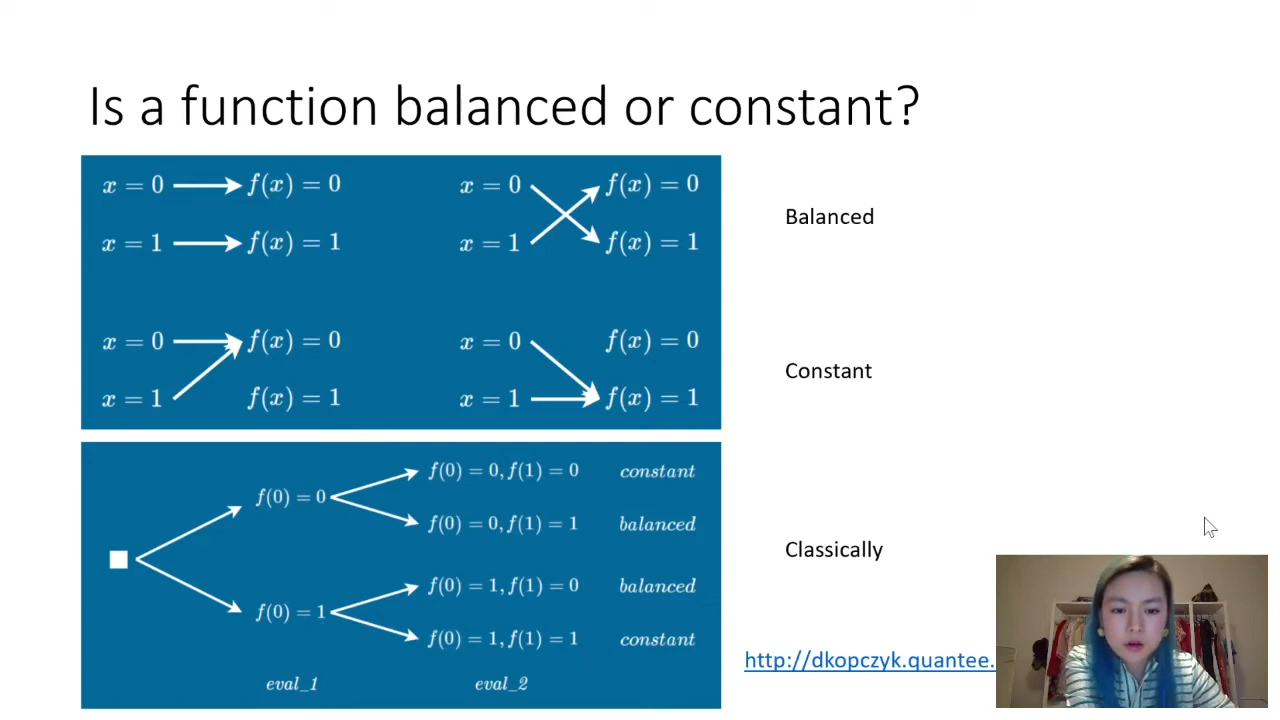 Is a function balanced or constant?
x = 0 f(x) = 0 x = 0 f(x) = 0
x = 1 f(x) = 1 x = 1 f(x) = 1
Balanced
x = 0 f(x) = 0 x = 0 f(x) = 0
x = 1 f(x) = 1 x = 1 f(x) = 1
Constant
f(0) = 0, f(1) = 0 constant
f(0) = 0
f(0) = 0, f(1) = 1 balanced
f(0) = 1, f(1) = 0 balanced
f(0) = 1
f(0) = 1, f(1) = 1 constant
eval_1 eval_2
Classically
http://dkopczyk.quantee.